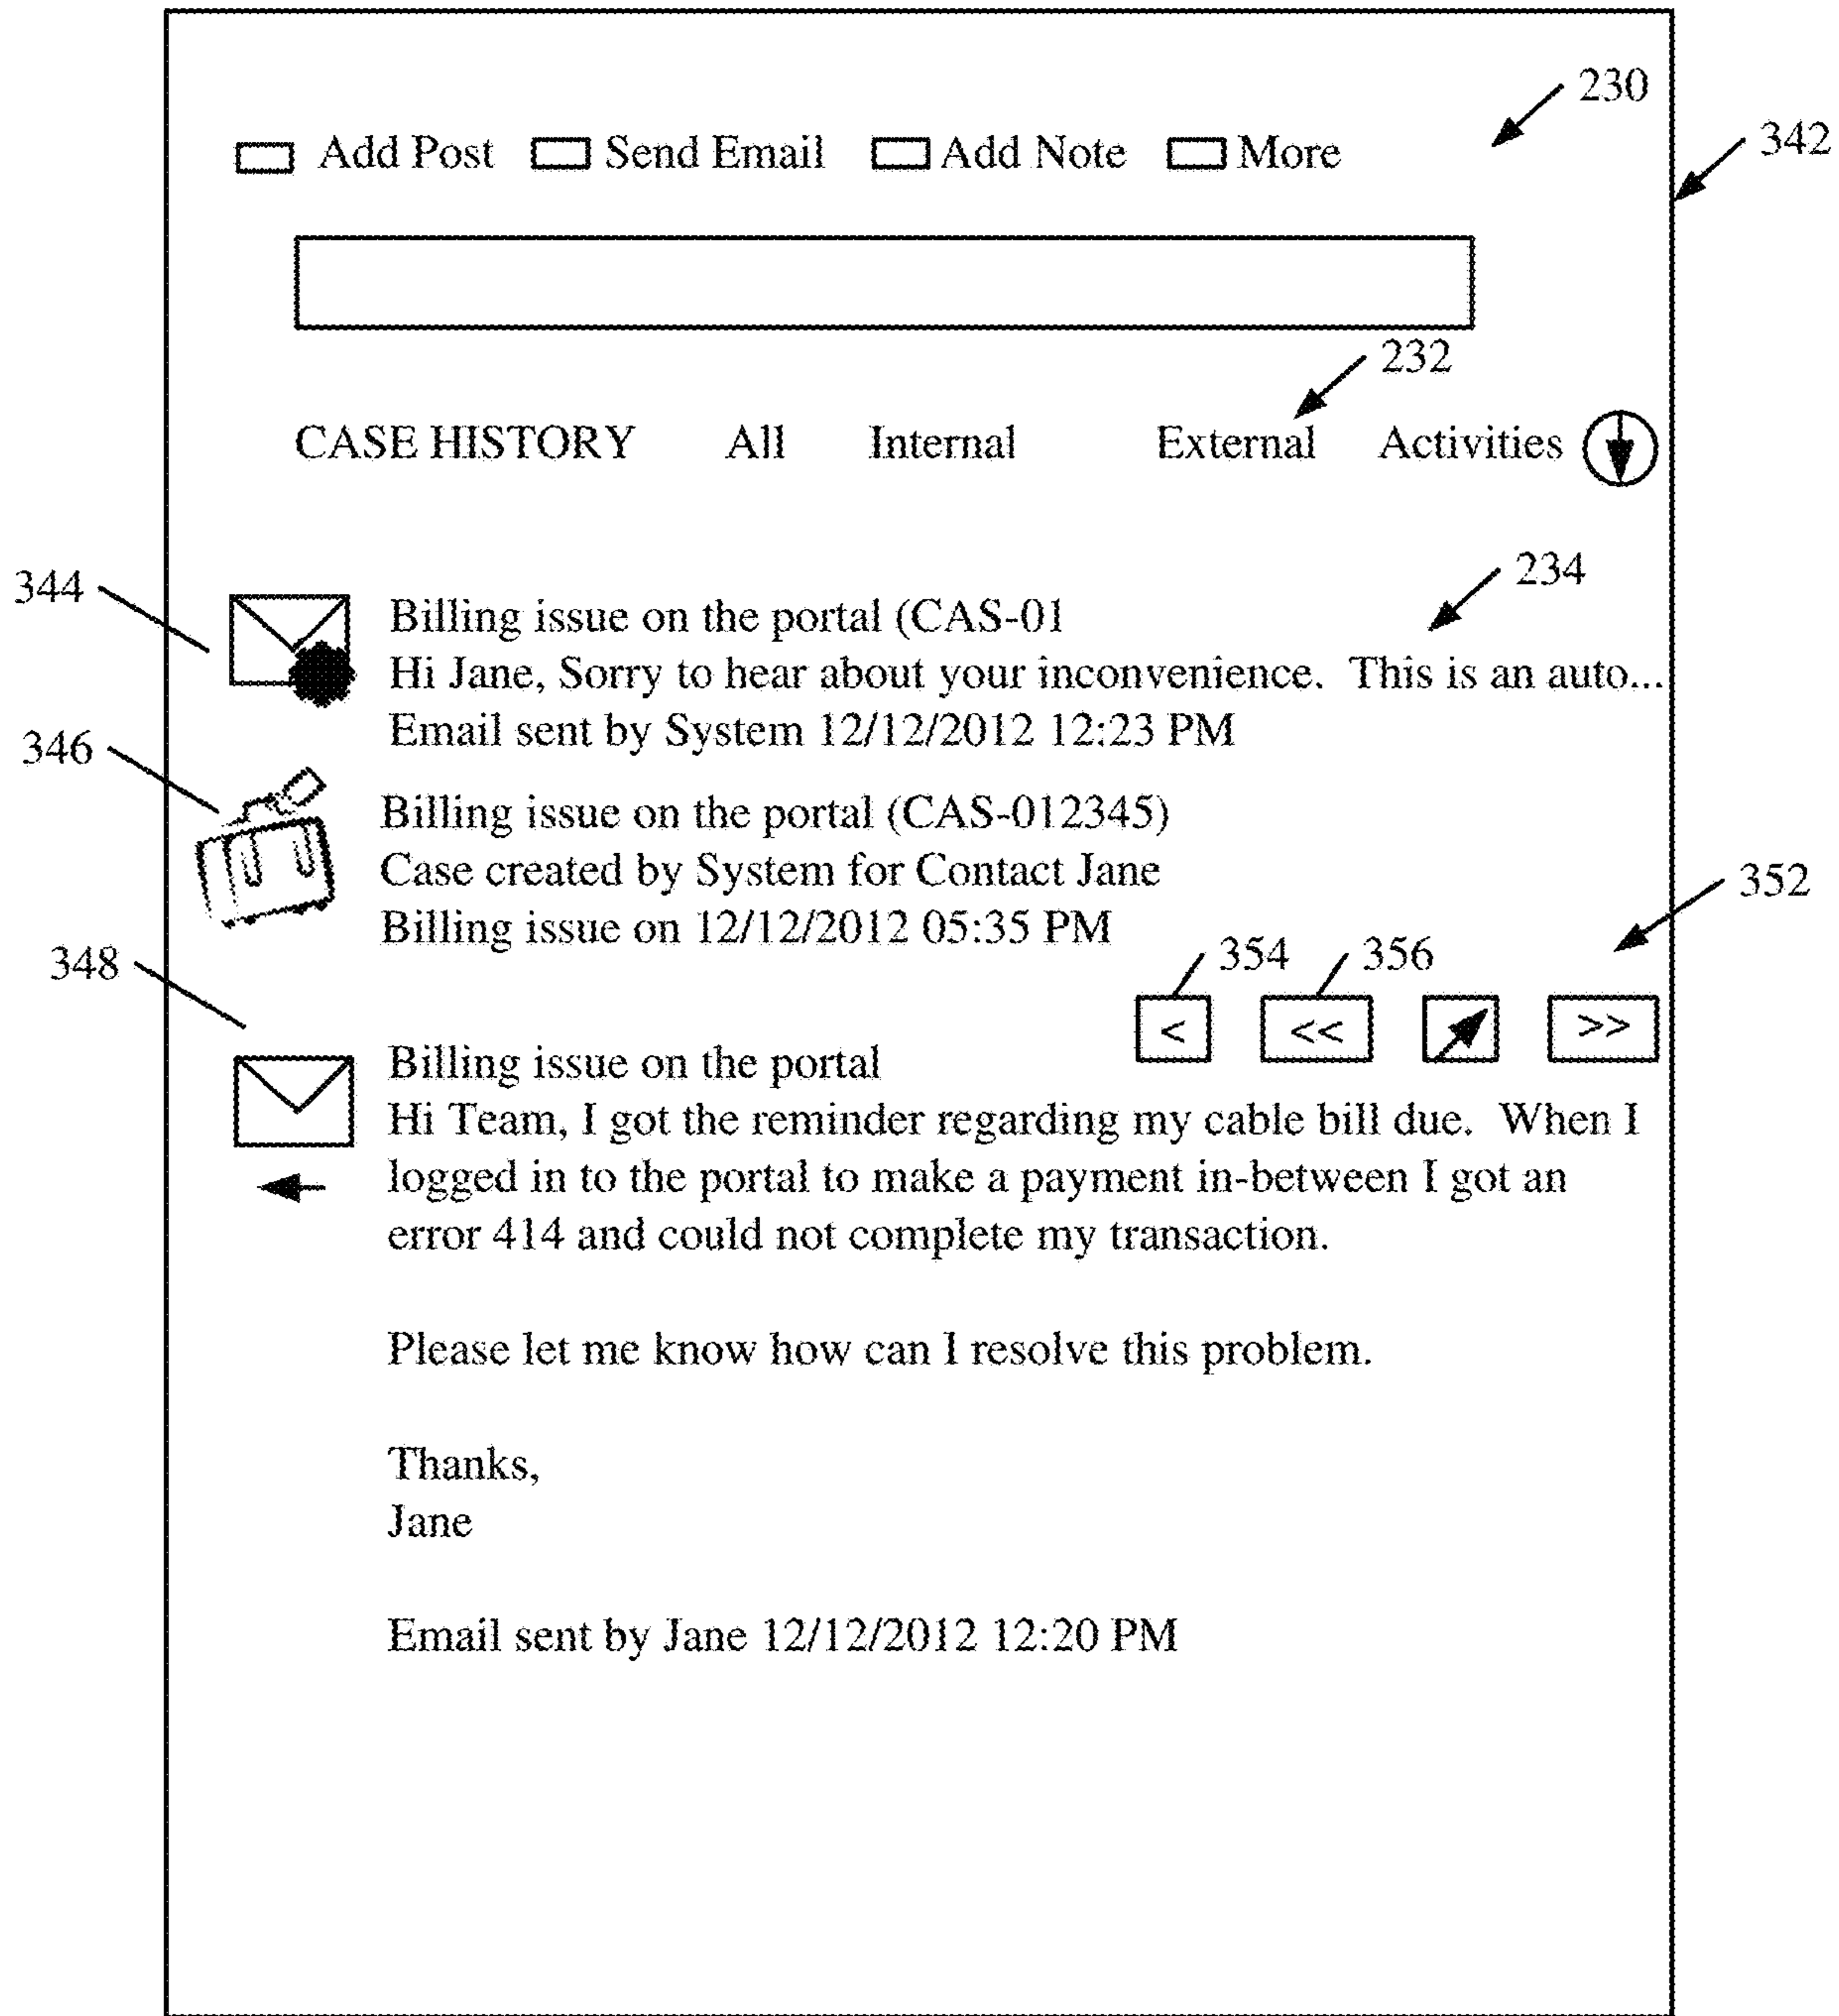 230
342
Add Post Send Email Add Note More
232
CASE HISTORY All Internal External Activities
234
344
Billing issue on the portal (CAS-01
Hi Jane, Sorry to hear about your inconvenience. This is an auto...
Email sent by System 12/12/2012 12:23 PM
346
Billing issue on the portal (CAS-012345)
Case created by System for Contact Jane
Billing issue on 12/12/2012 05:35 PM
352
348
354 356
< << >>
Billing issue on the portal
Hi Team, I got the reminder regarding my cable bill due. When I
logged in to the portal to make a payment in-between I got an
error 414 and could not complete my transaction.
Please let me know how can I resolve this problem.
Thanks,
Jane
Email sent by Jane 12/12/2012 12:20 PM